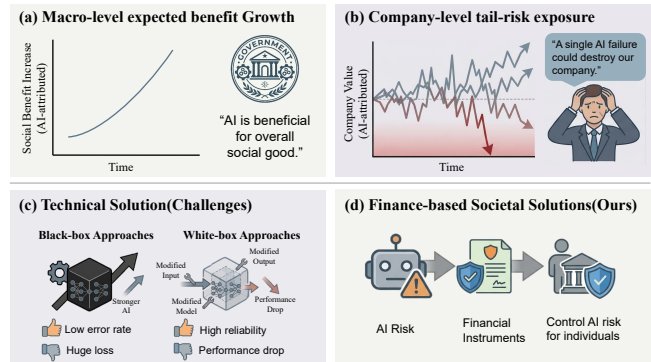 (a) Macro-level expected benefit Growth
Social Benefit Increase
(AI-attributed)
Time
GOVERNMENT
“AI is beneficial
for overall
social good.”
(b) Company-level tail-risk exposure
Company Value
(AI-attributed)
Time
“A single AI failure
could destroy our
company.”
(c) Technical Solution(Challenges)
Black-box Approaches
Stronger
AI
Low error rate
Huge loss
White-box Approaches
Modified
Input
Modified
Output
Modified
Model
Performance
Drop
High reliability
Performance drop
(d) Finance-based Societal Solutions(Ours)
AI Risk
Financial
Instruments
Control AI risk
for individuals